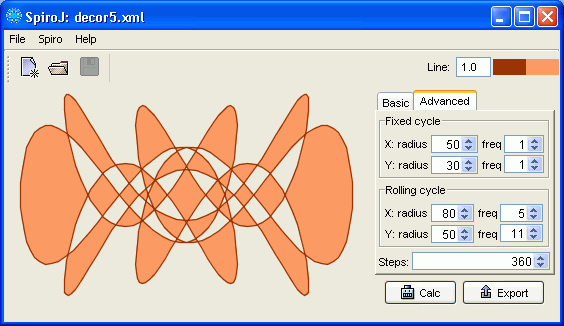 SpiroJ: decor5.xml
File Spiro Help
Line: 1.0
Basic Advanced
Fixed cycle
X: radius 50 freq 1
Y: radius 30 freq 1
Rolling cycle
X: radius 80 freq 5
Y: radius 50 freq 11
Steps: 360
Calc Export